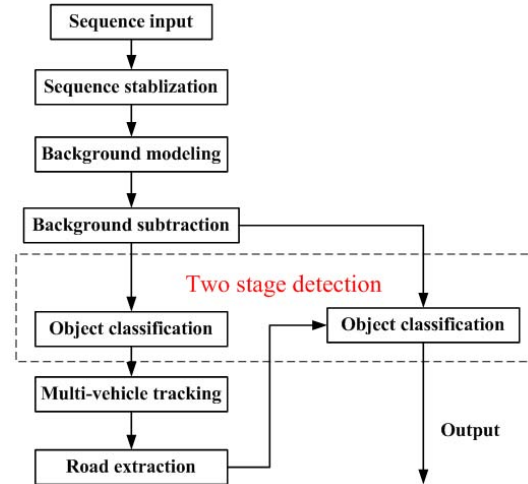 Sequence input
Sequence stablization
Background modeling
Background subtraction
Two stage detection
Object classification
Object classification
Multi-vehicle tracking
Output
Road extraction